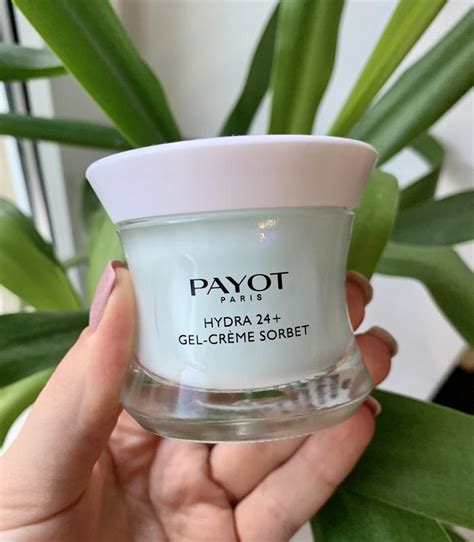 PAYOT
PARIS
HYDRA 24+
GEL-CRÈME SORBET